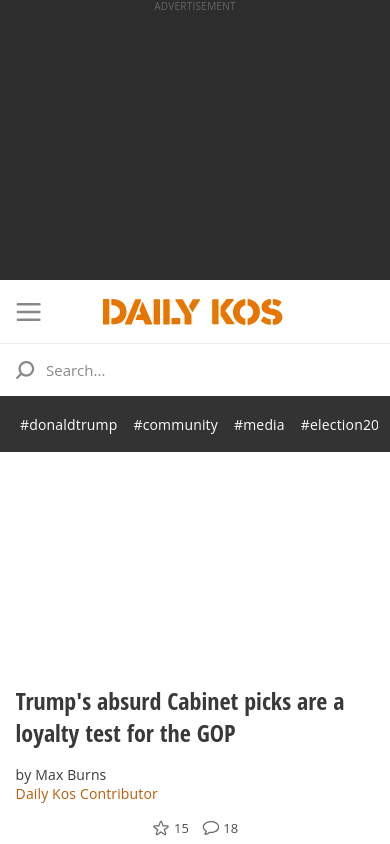 ADVERTISEMENT
DAILY KOS
Search...
#donaldtrump #community #media #election20
Trump's absurd Cabinet picks are a
loyalty test for the GOP
by Max Burns
Daily Kos Contributor
15 18